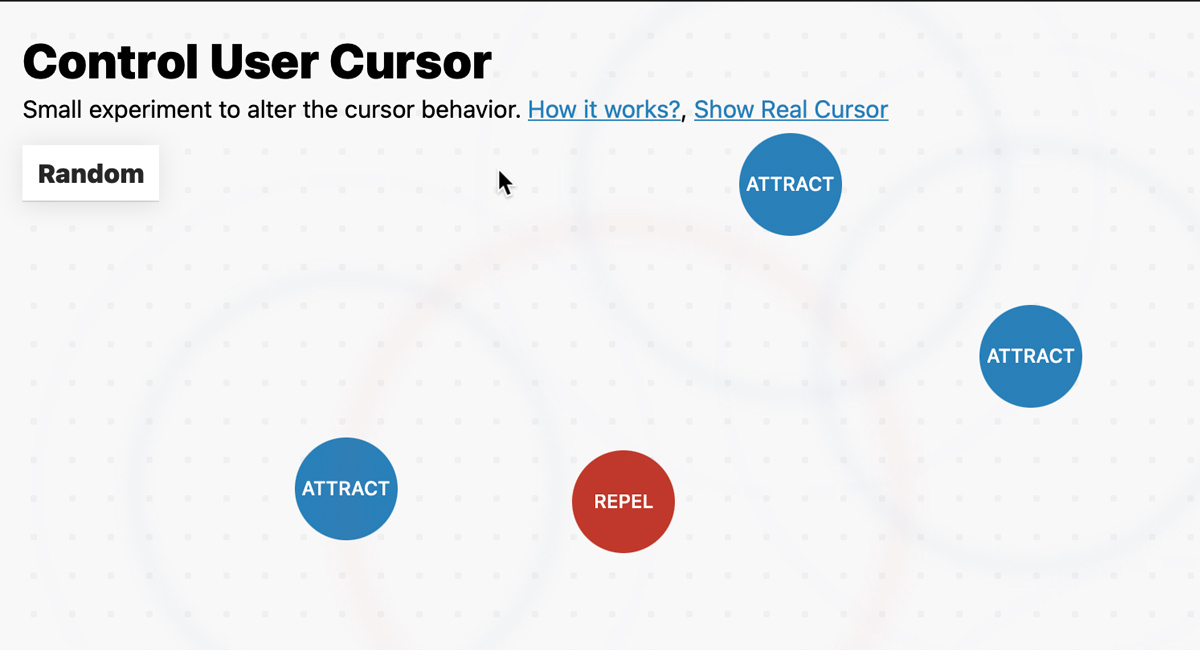 Control User Cursor
Small experiment to alter the cursor behavior. How it works?, Show Real Cursor
Random
ATTRACT
ATTRACT
ATTRACT
REPEL